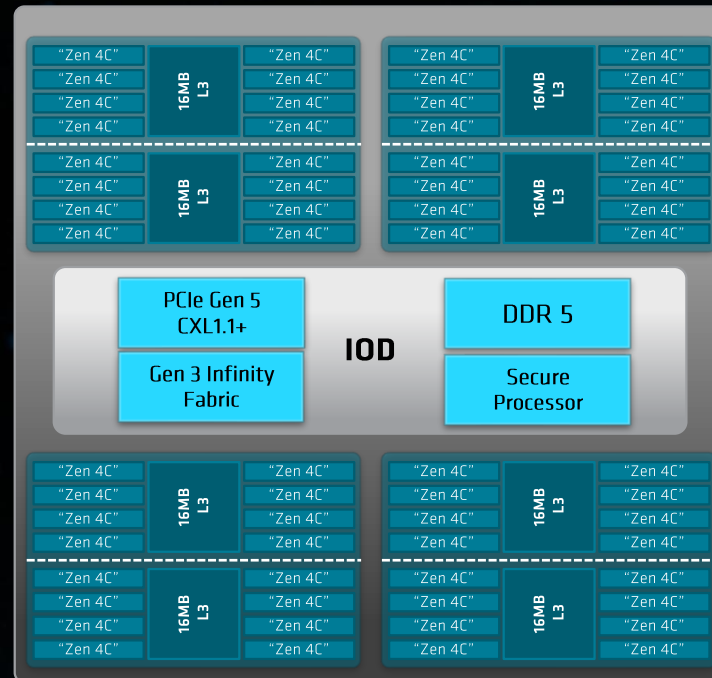 “Zen 4C” “Zen 4C” “Zen 4C” “Zen 4C”
“Zen 4C” “Zen 4C” “Zen 4C” “Zen 4C”
“Zen 4C” “Zen 4C” “Zen 4C” “Zen 4C”
“Zen 4C” “Zen 4C” “Zen 4C” “Zen 4C”
16MB
L3
16MB
L3
“Zen 4C” “Zen 4C” “Zen 4C” “Zen 4C”
“Zen 4C” “Zen 4C” “Zen 4C” “Zen 4C”
“Zen 4C” “Zen 4C” “Zen 4C” “Zen 4C”
“Zen 4C” “Zen 4C” “Zen 4C” “Zen 4C”
16MB
L3
16MB
L3
PCIe Gen 5
CXL1.1+
Gen 3 Infinity
Fabric
IOD
DDR 5
Secure
Processor
“Zen 4C” “Zen 4C” “Zen 4C” “Zen 4C”
“Zen 4C” “Zen 4C” “Zen 4C” “Zen 4C”
“Zen 4C” “Zen 4C” “Zen 4C” “Zen 4C”
“Zen 4C” “Zen 4C” “Zen 4C” “Zen 4C”
16MB
L3
16MB
L3
“Zen 4C” “Zen 4C” “Zen 4C” “Zen 4C”
“Zen 4C” “Zen 4C” “Zen 4C” “Zen 4C”
“Zen 4C” “Zen 4C” “Zen 4C” “Zen 4C”
“Zen 4C” “Zen 4C” “Zen 4C” “Zen 4C”
16MB
L3
16MB
L3